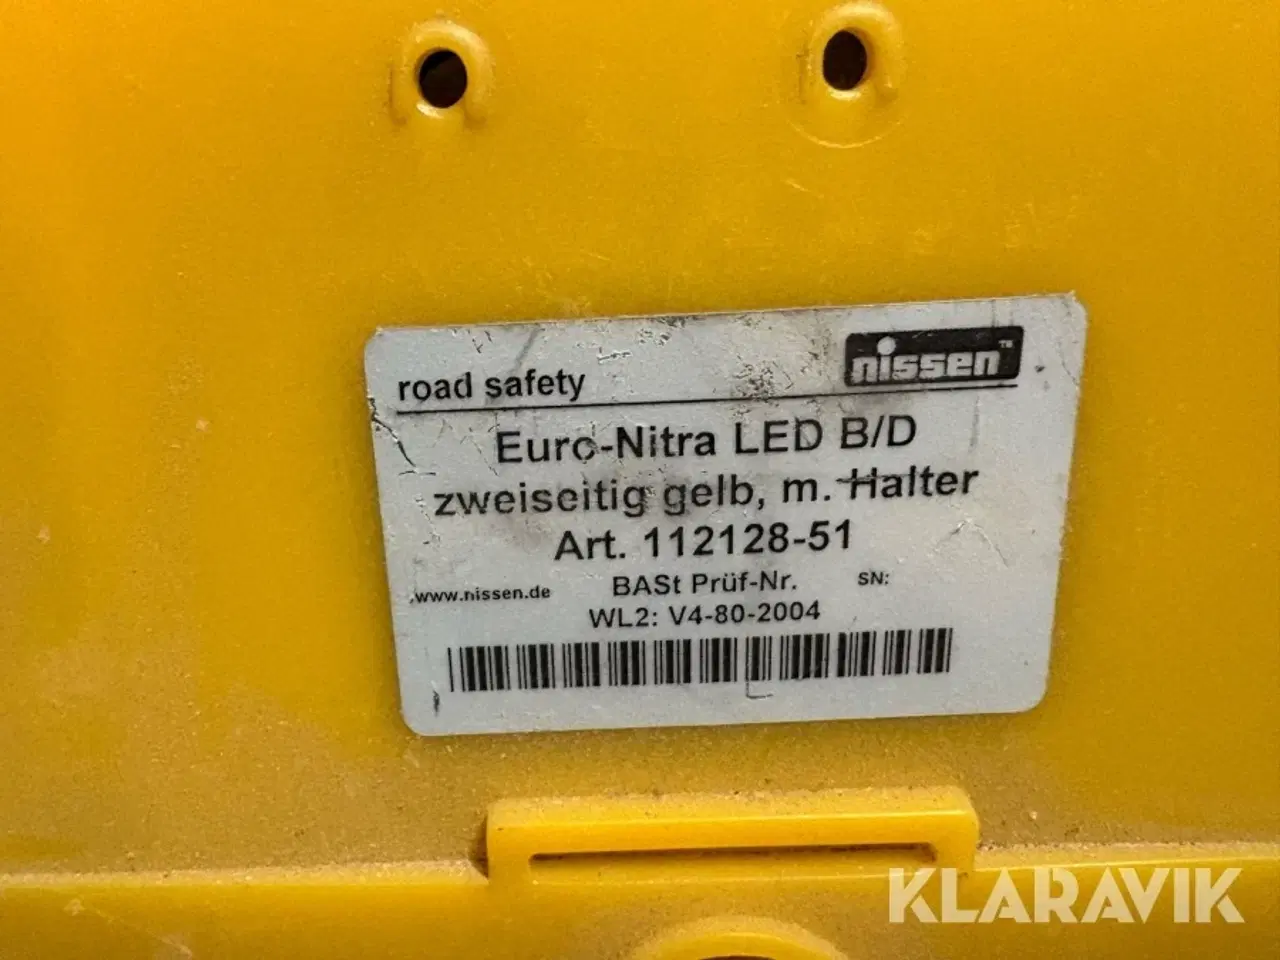 nissen™
road safety
Euro-Nitra LED B/D
zweiseitig gelb, m. Halter
Art. 112128-51
www.nissen.de BASt Prüf-Nr. SN:
WL2: V4-80-2004
KLARAVIK